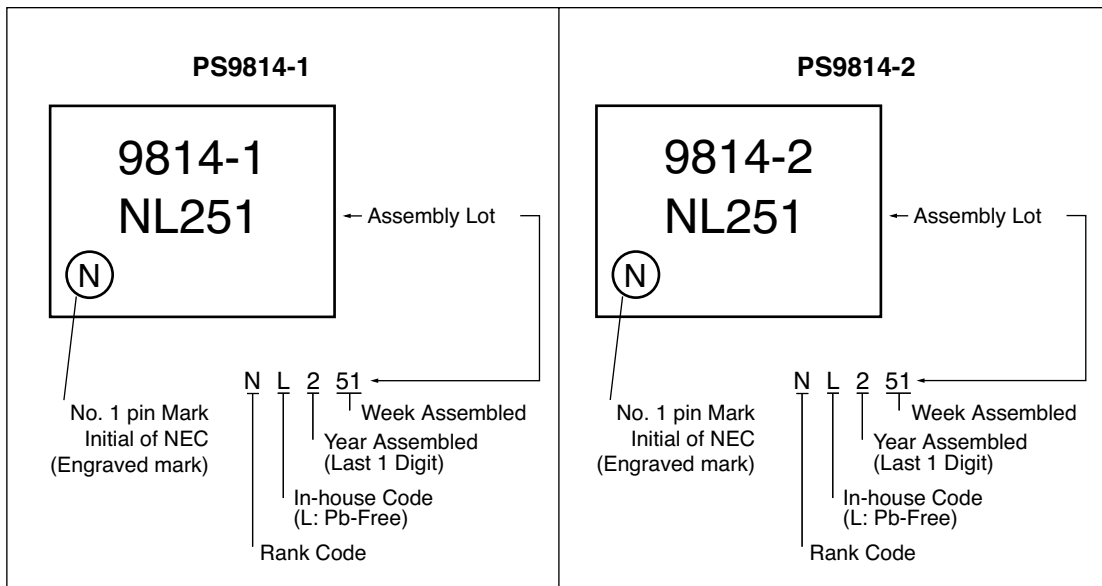 PS9814-1
9814-1
NL251
N
Assembly Lot
N L 2 51
No. 1 pin Mark
Initial of NEC
(Engraved mark)
Week Assembled
Year Assembled
(Last 1 Digit)
In-house Code
(L: Pb-Free)
Rank Code
PS9814-2
9814-2
NL251
N
Assembly Lot
N L 2 51
No. 1 pin Mark
Initial of NEC
(Engraved mark)
Week Assembled
Year Assembled
(Last 1 Digit)
In-house Code
(L: Pb-Free)
Rank Code